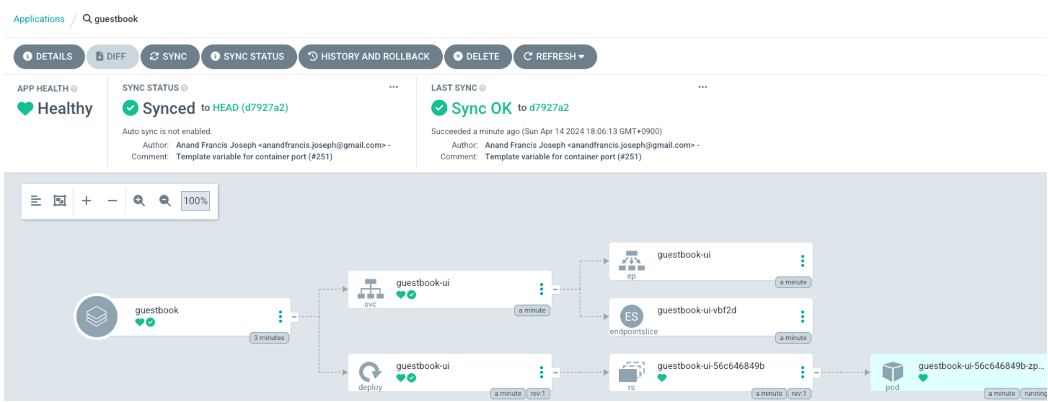 Applications / guestbook
DETAILS DIFF SYNC SYNC STATUS HISTORY AND ROLLBACK DELETE REFRESH
APP HEALTH
Healthy
SYNC STATUS
Synced to HEAD (d7927a2)
Auto sync is not enabled.
Author: Anand Francis Joseph <anandfrancis.joseph@gmail.com> -
Comment: Template variable for container port (#251)
LAST SYNC
Sync OK to d7927a2
Succeeded a minute ago (Sun Apr 14 2024 18:06:13 GMT+0900)
Author: Anand Francis Joseph <anandfrancis.joseph@gmail.com> -
Comment: Template variable for container port (#251)
100%
guestbook
3 minutes
guestbook-ui
svc
a minute
guestbook-ui
deploy
a minute rev:1
guestbook-ui
ep
a minute
ES
guestbook-ui-vbf2d
endpointslice
a minute
guestbook-ui-56c646849b
rs
a minute rev:1
guestbook-ui-56c646849b-zp...
pod
a minute running